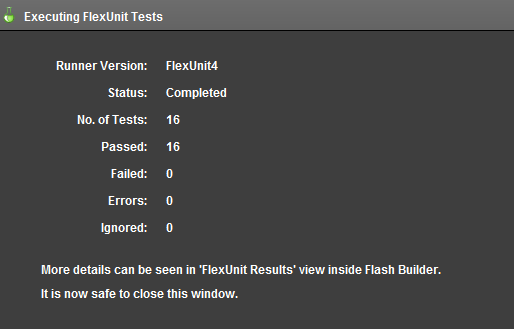 Executing FlexUnit Tests
Runner Version: FlexUnit4
Status: Completed
No. of Tests: 16
Passed: 16
Failed: 0
Errors: 0
Ignored: 0
More details can be seen in 'FlexUnit Results' view inside Flash Builder.
It is now safe to close this window.